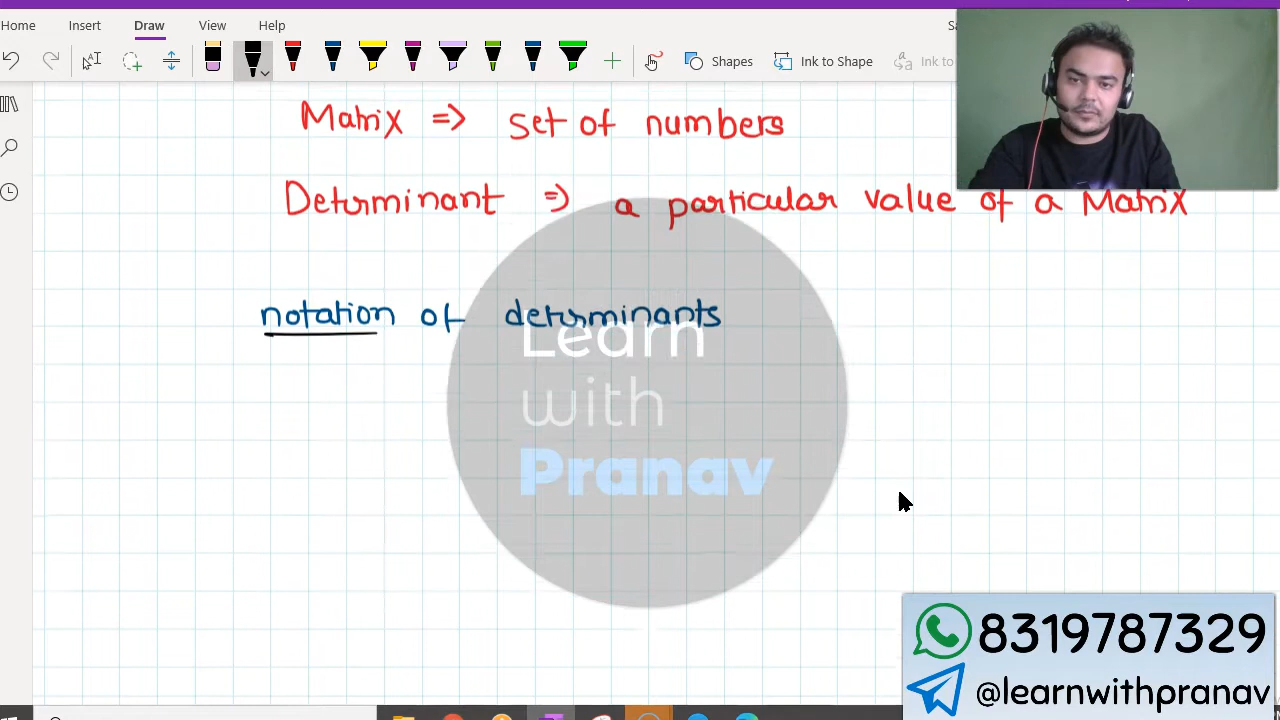 Home Insert Draw View Help
Shapes Ink to Shape
Matrix => set of numbers
Determinant => a particular value of a Matrix
notation of determinants
Learn
with
Pranav
8319787329
@learnwithpranav